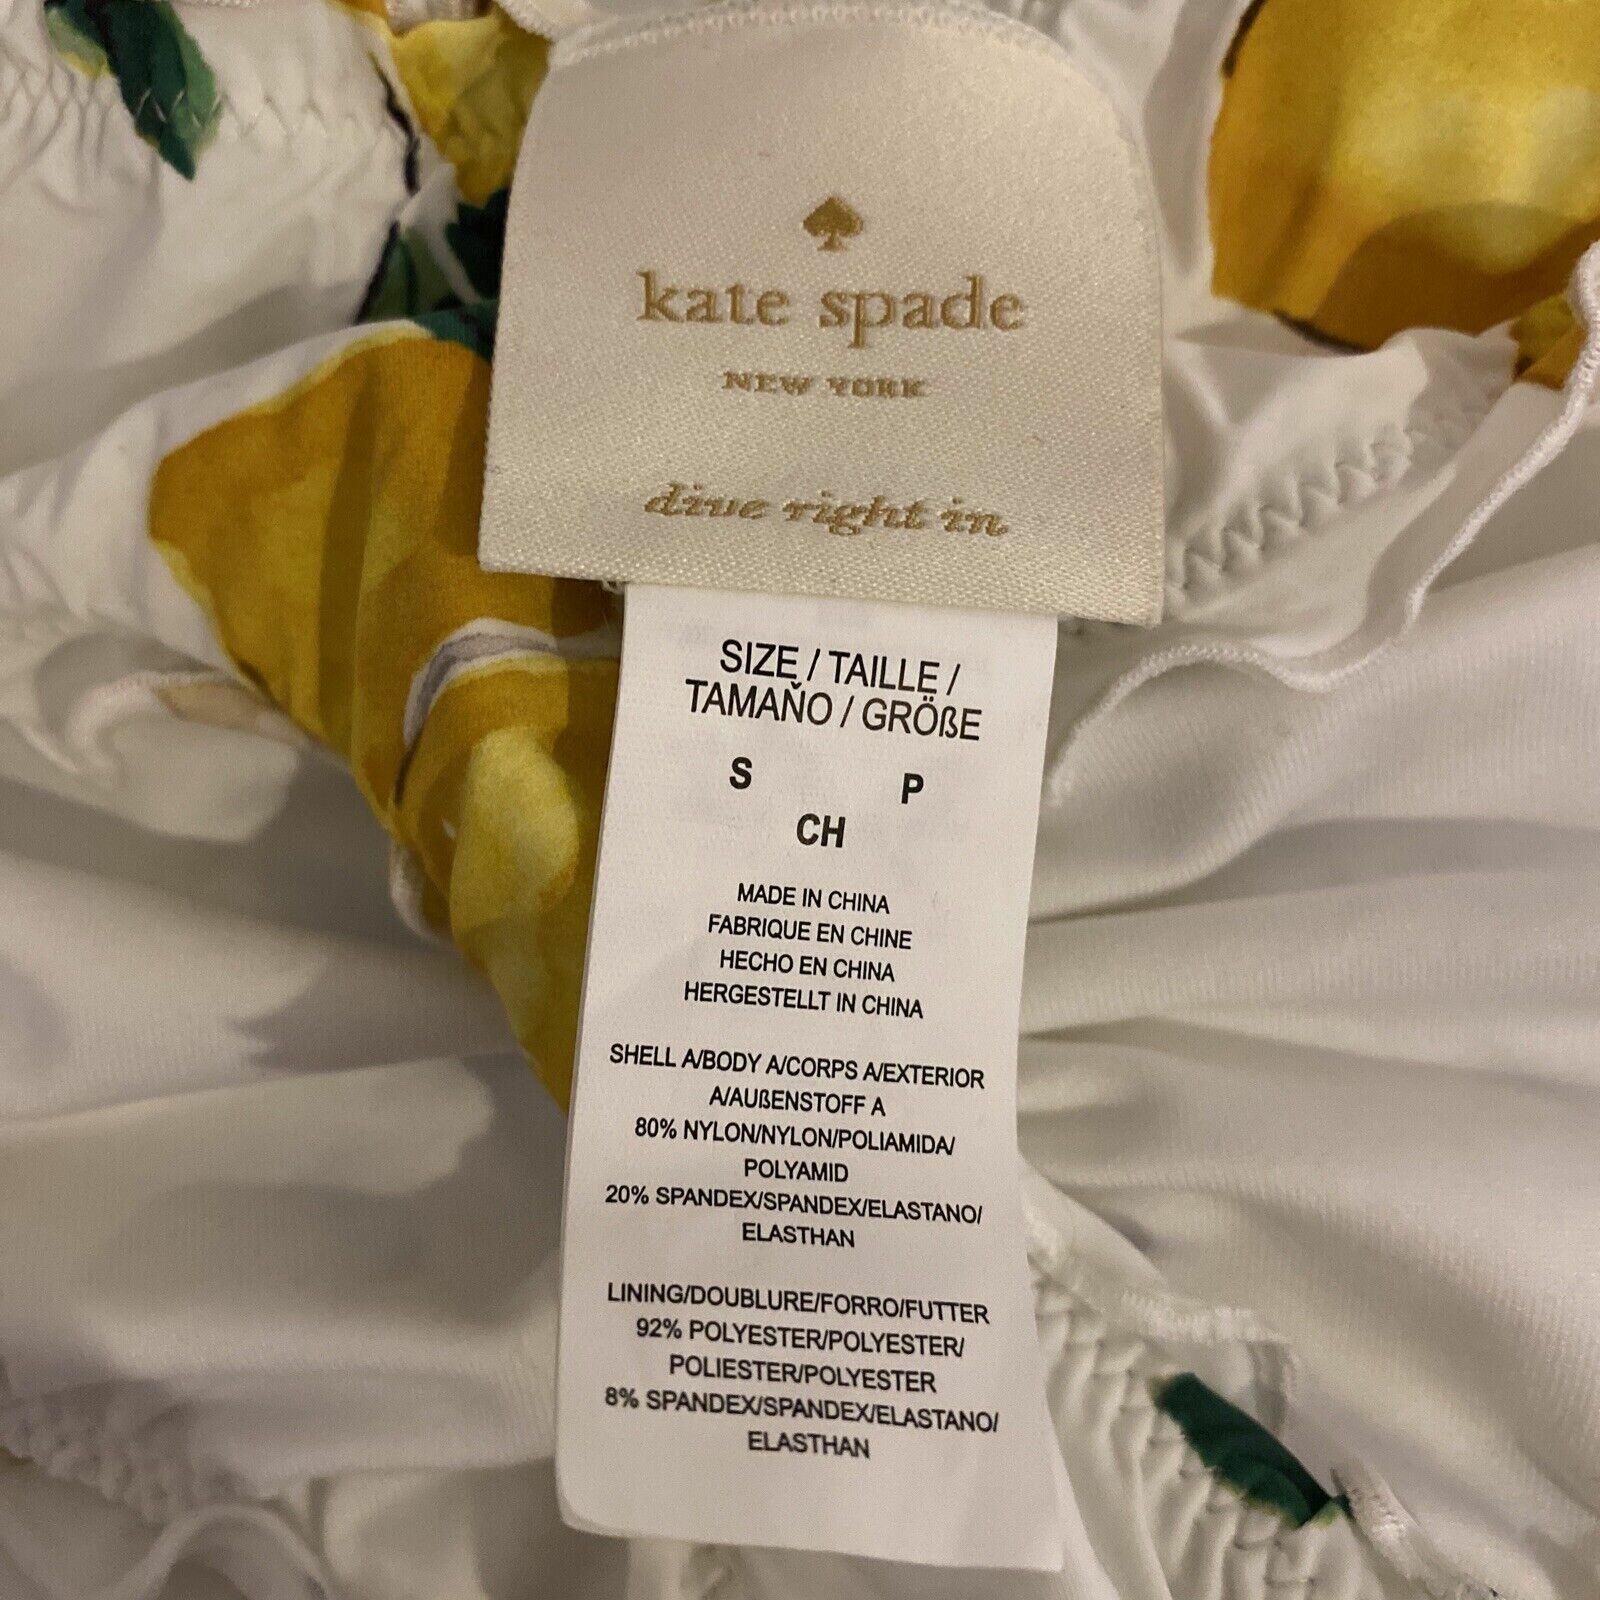 kate spade
NEW YORK
dive right in
SIZE / TAILLE /
TAMAÑO / GRÖßE
S P
CH
MADE IN CHINA
FABRIQUE EN CHINE
HECHO EN CHINA
HERGESTELLT IN CHINA
SHELL A/BODY A/CORPS A/EXTERIOR
A/AUßENSTOFF A
80% NYLON/NYLON/POLIAMIDA/
POLYAMID
20% SPANDEX/SPANDEX/ELASTANO/
ELASTHAN
LINING/DOUBLURE/FORRO/FUTTER
92% POLYESTER/POLYESTER/
POLIESTER/POLYESTER
8% SPANDEX/SPANDEX/ELASTANO/
ELASTHAN